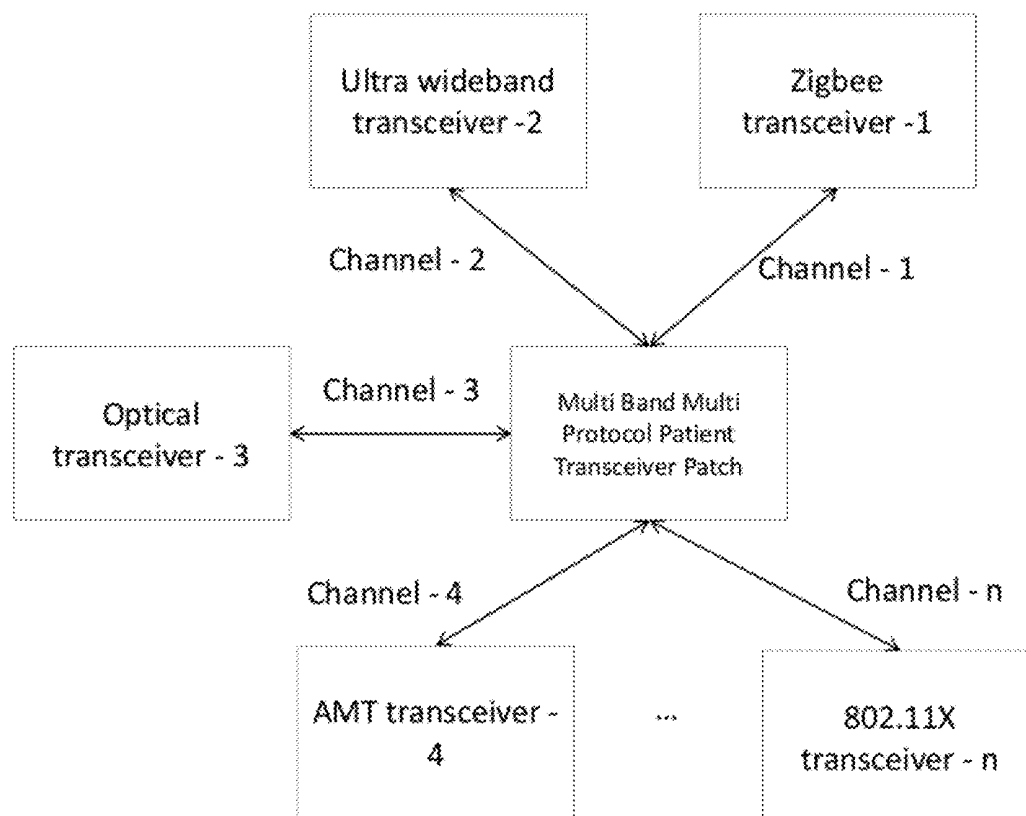 Ultra wideband
transceiver -2
Zigbee
transceiver -1
Channel - 2
Channel - 1
Optical
transceiver - 3
Channel - 3
Multi Band Multi
Protocol Patient
Transceiver Patch
Channel - 4
Channel - n
AMT transceiver -
4
...
802.11X
transceiver - n